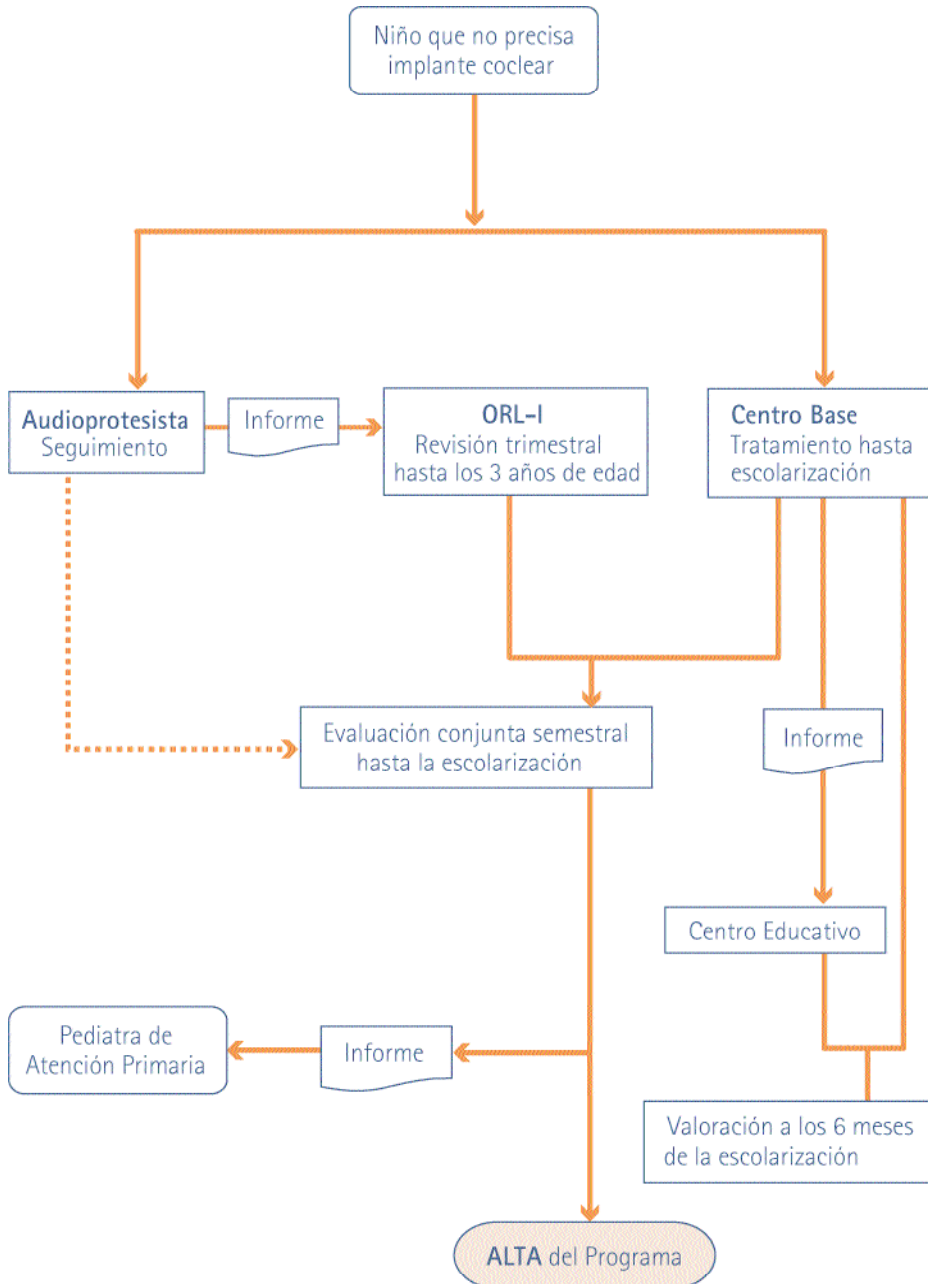 Niño que no precisa
implante coclear
Audioprotesista
Seguimiento
Informe
ORL-I
Revisión trimestral
hasta los 3 años de edad
Centro Base
Tratamiento hasta
escolarización
Evaluación conjunta semestral
hasta la escolarización
Informe
Centro Educativo
Pediatra de
Atención Primaria
Informe
Valoración a los 6 meses
de la escolarización
ALTA del Programa